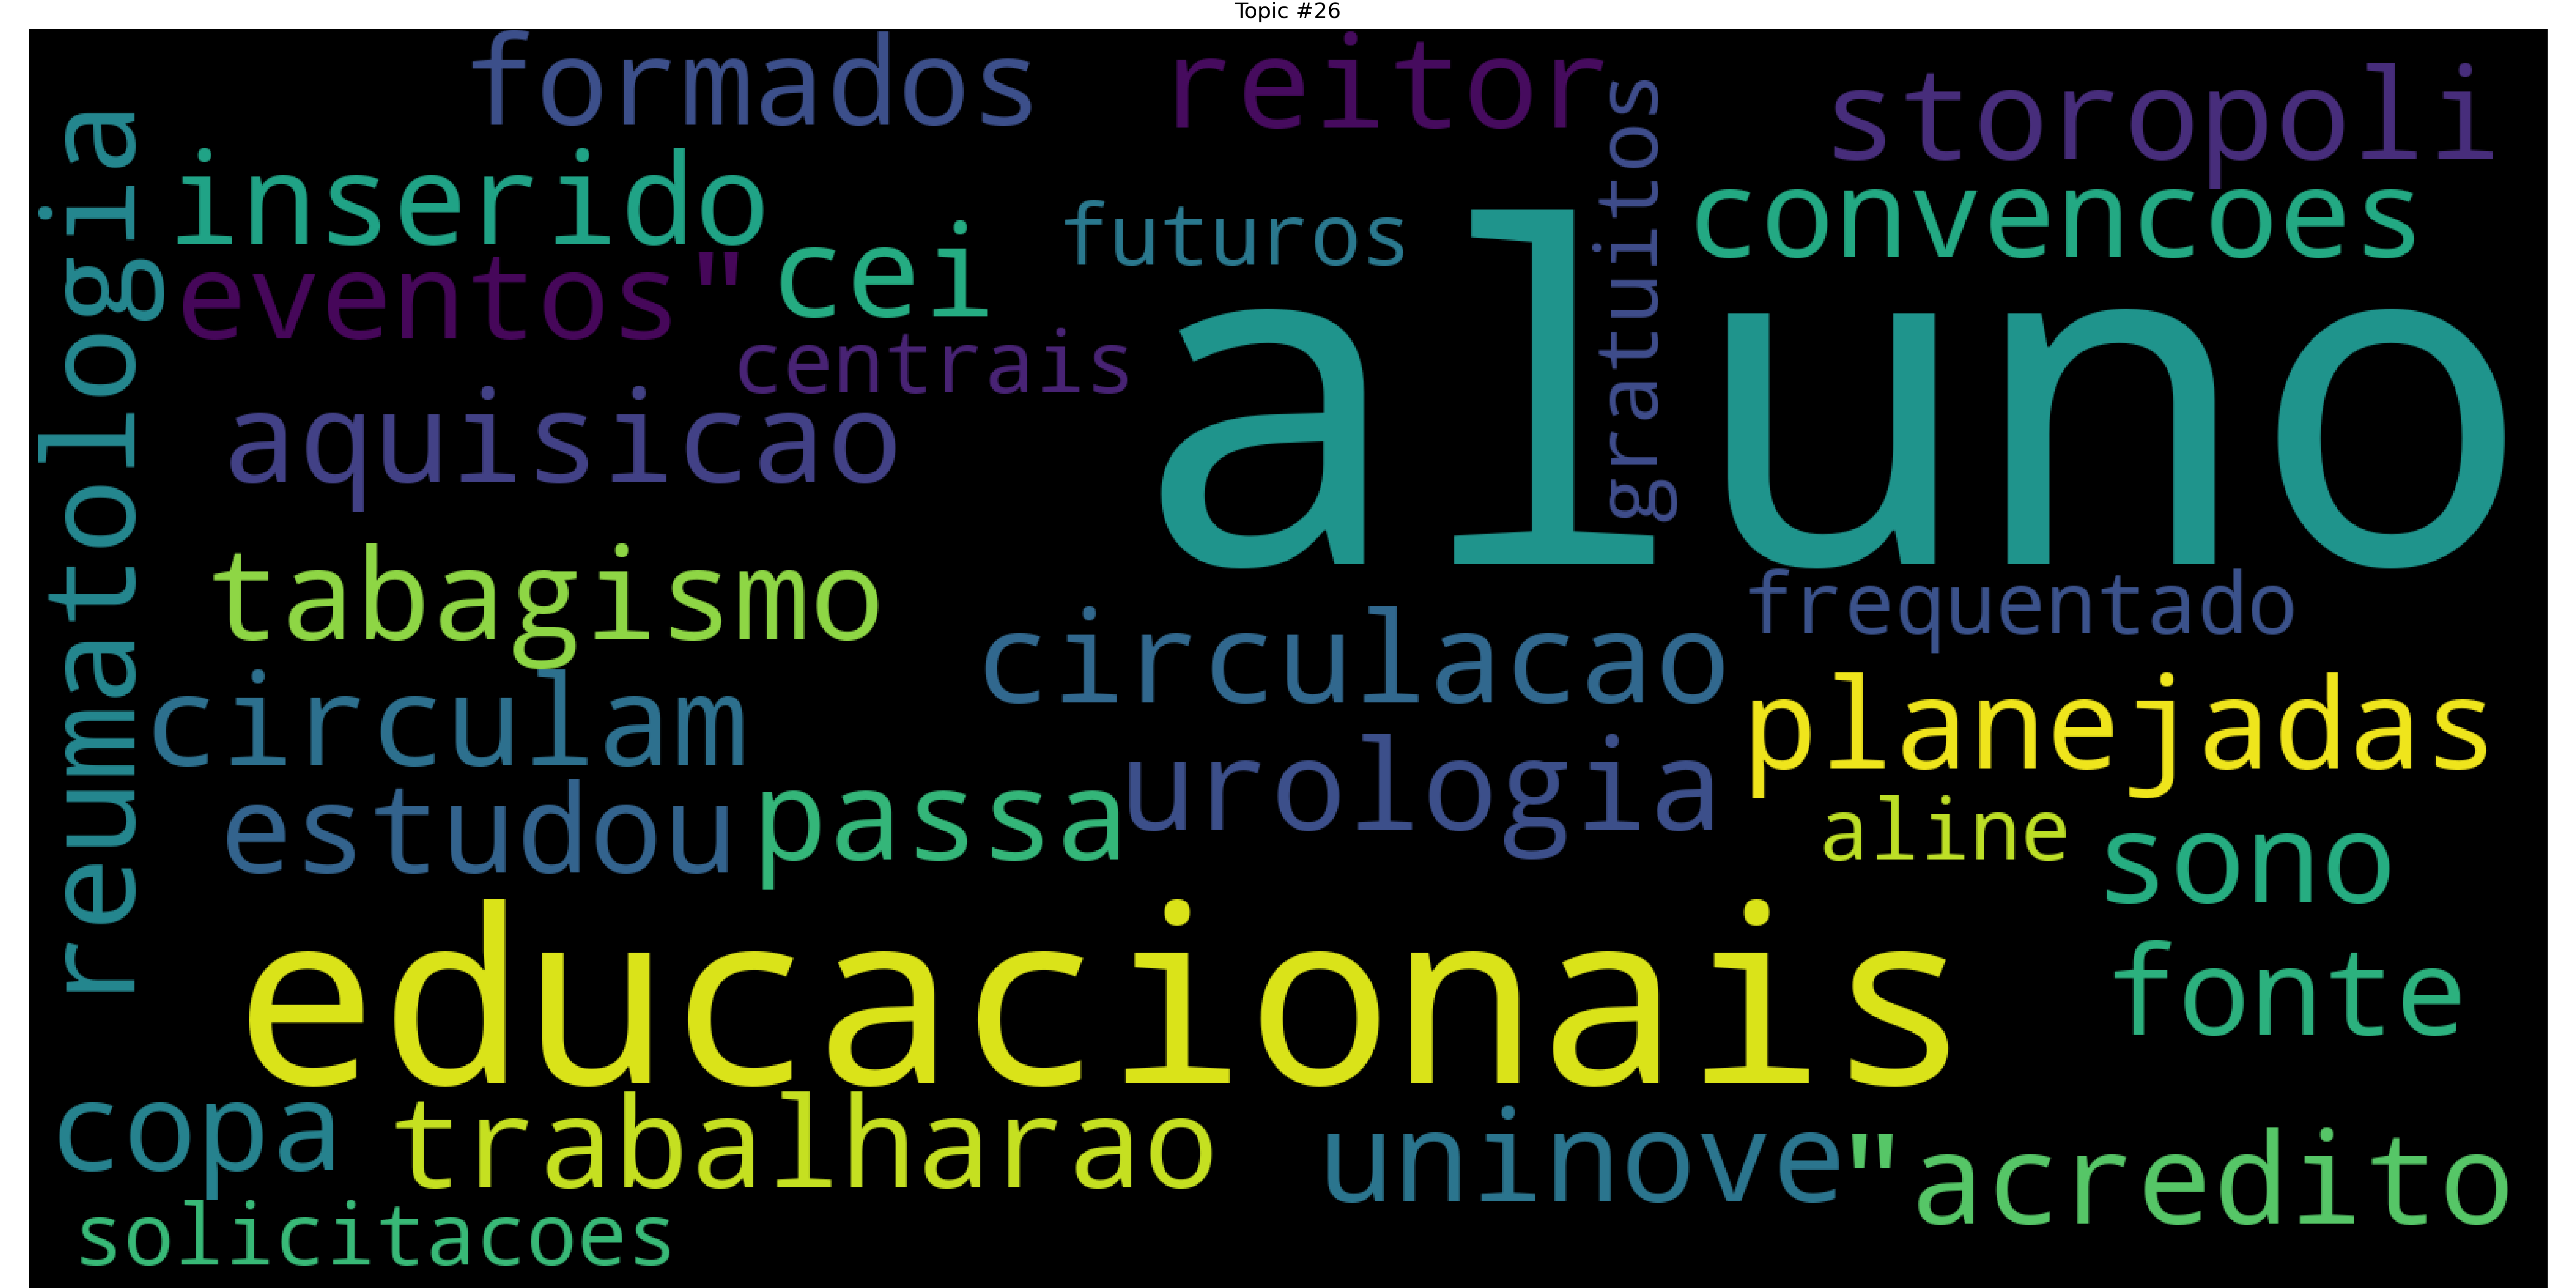 Topic #26
formados
reitor
storopoli
reumatologia
inserido
gratuitos
convencoes
futuros
cei
eventos"
centrais
aluno
aquisicao
tabagismo
frequentado
circulacao
circulam
planejadas
urologia
estudou
passa
aline
sono
educacionais
fonte
copa
trabalharao
uninove
"acredito
solicitacoes